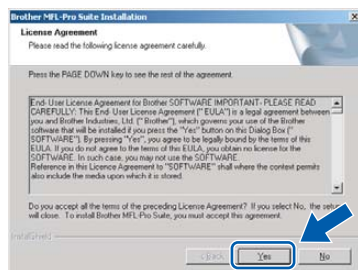 Brother MFL-Pro Suite Installation
License Agreement
Please read the following license agreement carefully.
Press the PAGE DOWN key to see the rest of the agreement.
End- User License Agreement for Brother SOFTWARE IMPORTANT- PLEASE READ
CAREFULLY: This End- User License Agreement ("EULA") is a legal agreement between
you and Brother Industries, Ltd. ("Brother"), which governs your use of the Brother
software that will be installed if you press the "Yes" button on this Dialog Box ("
SOFTWARE"). By pressing "Yes", you agree to be legally bound by the terms of this
EULA. If you do not agree to the terms of this EULA, you obtain no license for the
SOFTWARE. In such case, you may not use the SOFTWARE.
Reference in this License Agreement to "SOFTWARE" shall where the context permits
also include the media upon which it is stored.
Do you accept all the terms of the preceding License Agreement? If you select No, the setup
will close. To install Brother MFL-Pro Suite, you must accept this agreement.
InstallShield
< Back Yes No